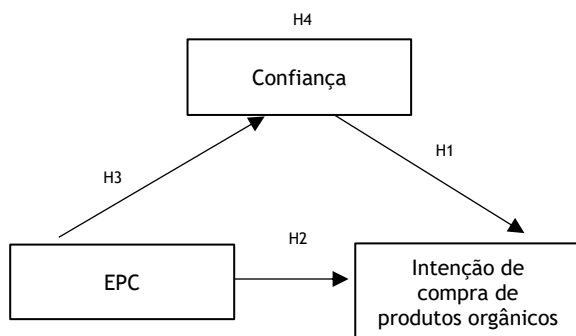 H4
Confiança
H3
H1
EPC
H2
Intenção de
compra de
produtos orgânicos